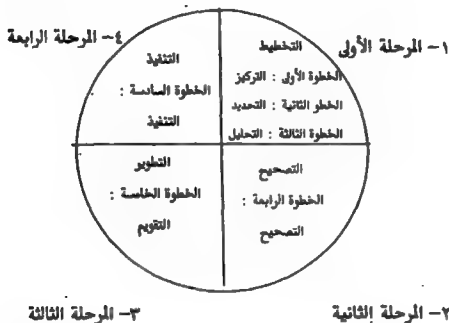 ١- المرحلة الأولى
التخطيط
الخطوة الأولى : التركيز
الخطو الثانية : التحديد
الخطوة الثالثة : التحليل
٢- المرحلة الثانية
التصحيح
الخطوة الرابعة :
التصحيح
٣- المرحلة الثالثة
التطوير
الخطوة الخامسة :
التقويم
٤- المرحلة الرابعة
التنفيذ
الخطوة السادسة :
التنفيذ